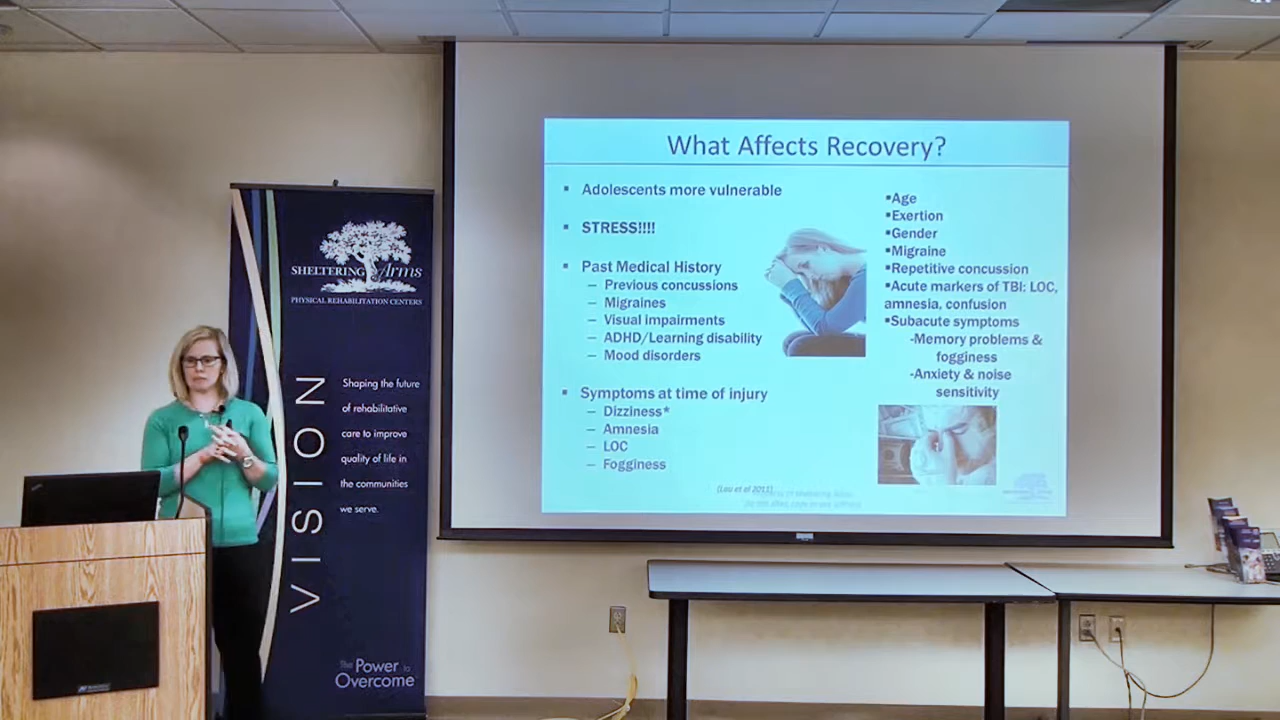 What Affects Recovery?
▪ Adolescents more vulnerable
▪ STRESS!!!!
▪ Past Medical History
– Previous concussions
– Migraines
– Visual impairments
– ADHD/Learning disability
– Mood disorders
▪ Symptoms at time of injury
– Dizziness*
– Amnesia
– LOC
– Fogginess
▪Age
▪Exertion
▪Gender
▪Migraine
▪Repetitive concussion
▪Acute markers of TBI: LOC,
amnesia, confusion
▪Subacute symptoms
-Memory problems &
fogginess
-Anxiety & noise
sensitivity
SHELTERING Arms
PHYSICAL REHABILITATION CENTERS
VISION
Shaping the future
of rehabilitative
care to improve
quality of life in
the communities
we serve.
The Power to
Overcome